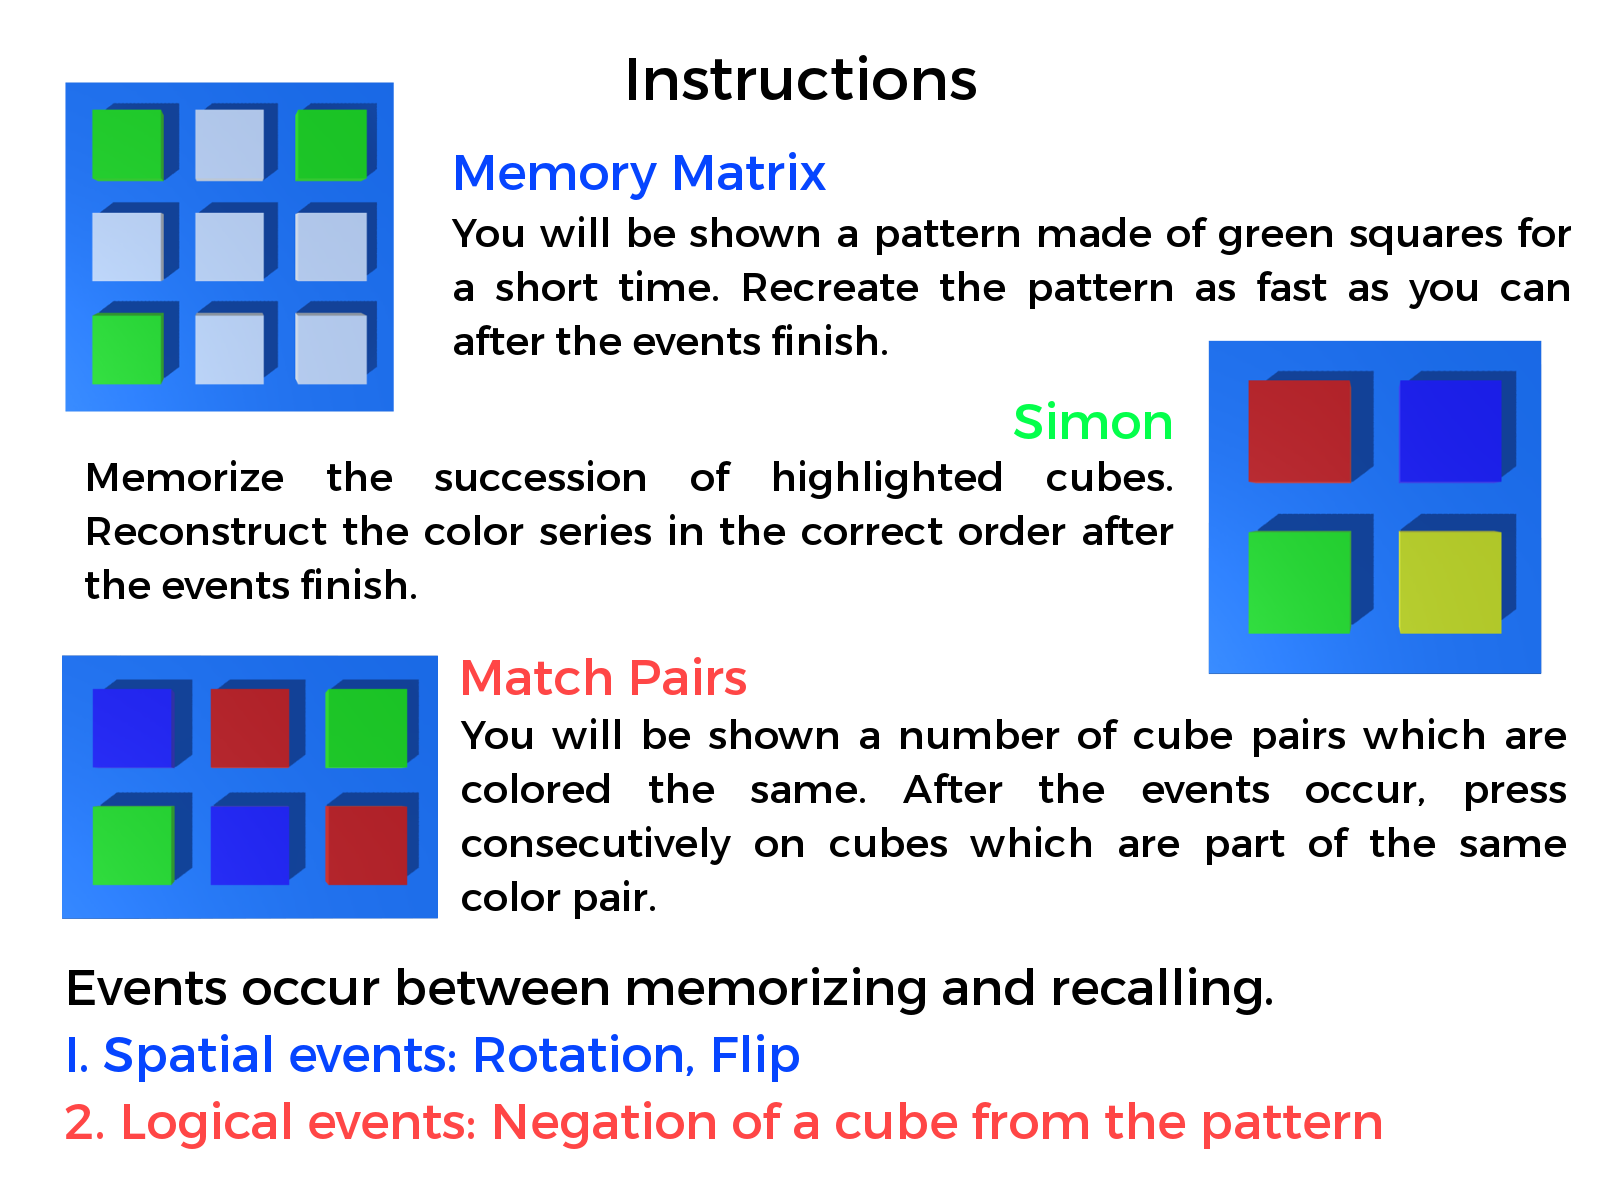 Instructions
Memory Matrix
You will be shown a pattern made of green squares for
a short time. Recreate the pattern as fast as you can
after the events finish.
Simon
Memorize the succession of highlighted cubes.
Reconstruct the color series in the correct order after
the events finish.
Match Pairs
You will be shown a number of cube pairs which are
colored the same. After the events occur, press
consecutively on cubes which are part of the same
color pair.
Events occur between memorizing and recalling.
1. Spatial events: Rotation, Flip
2. Logical events: Negation of a cube from the pattern